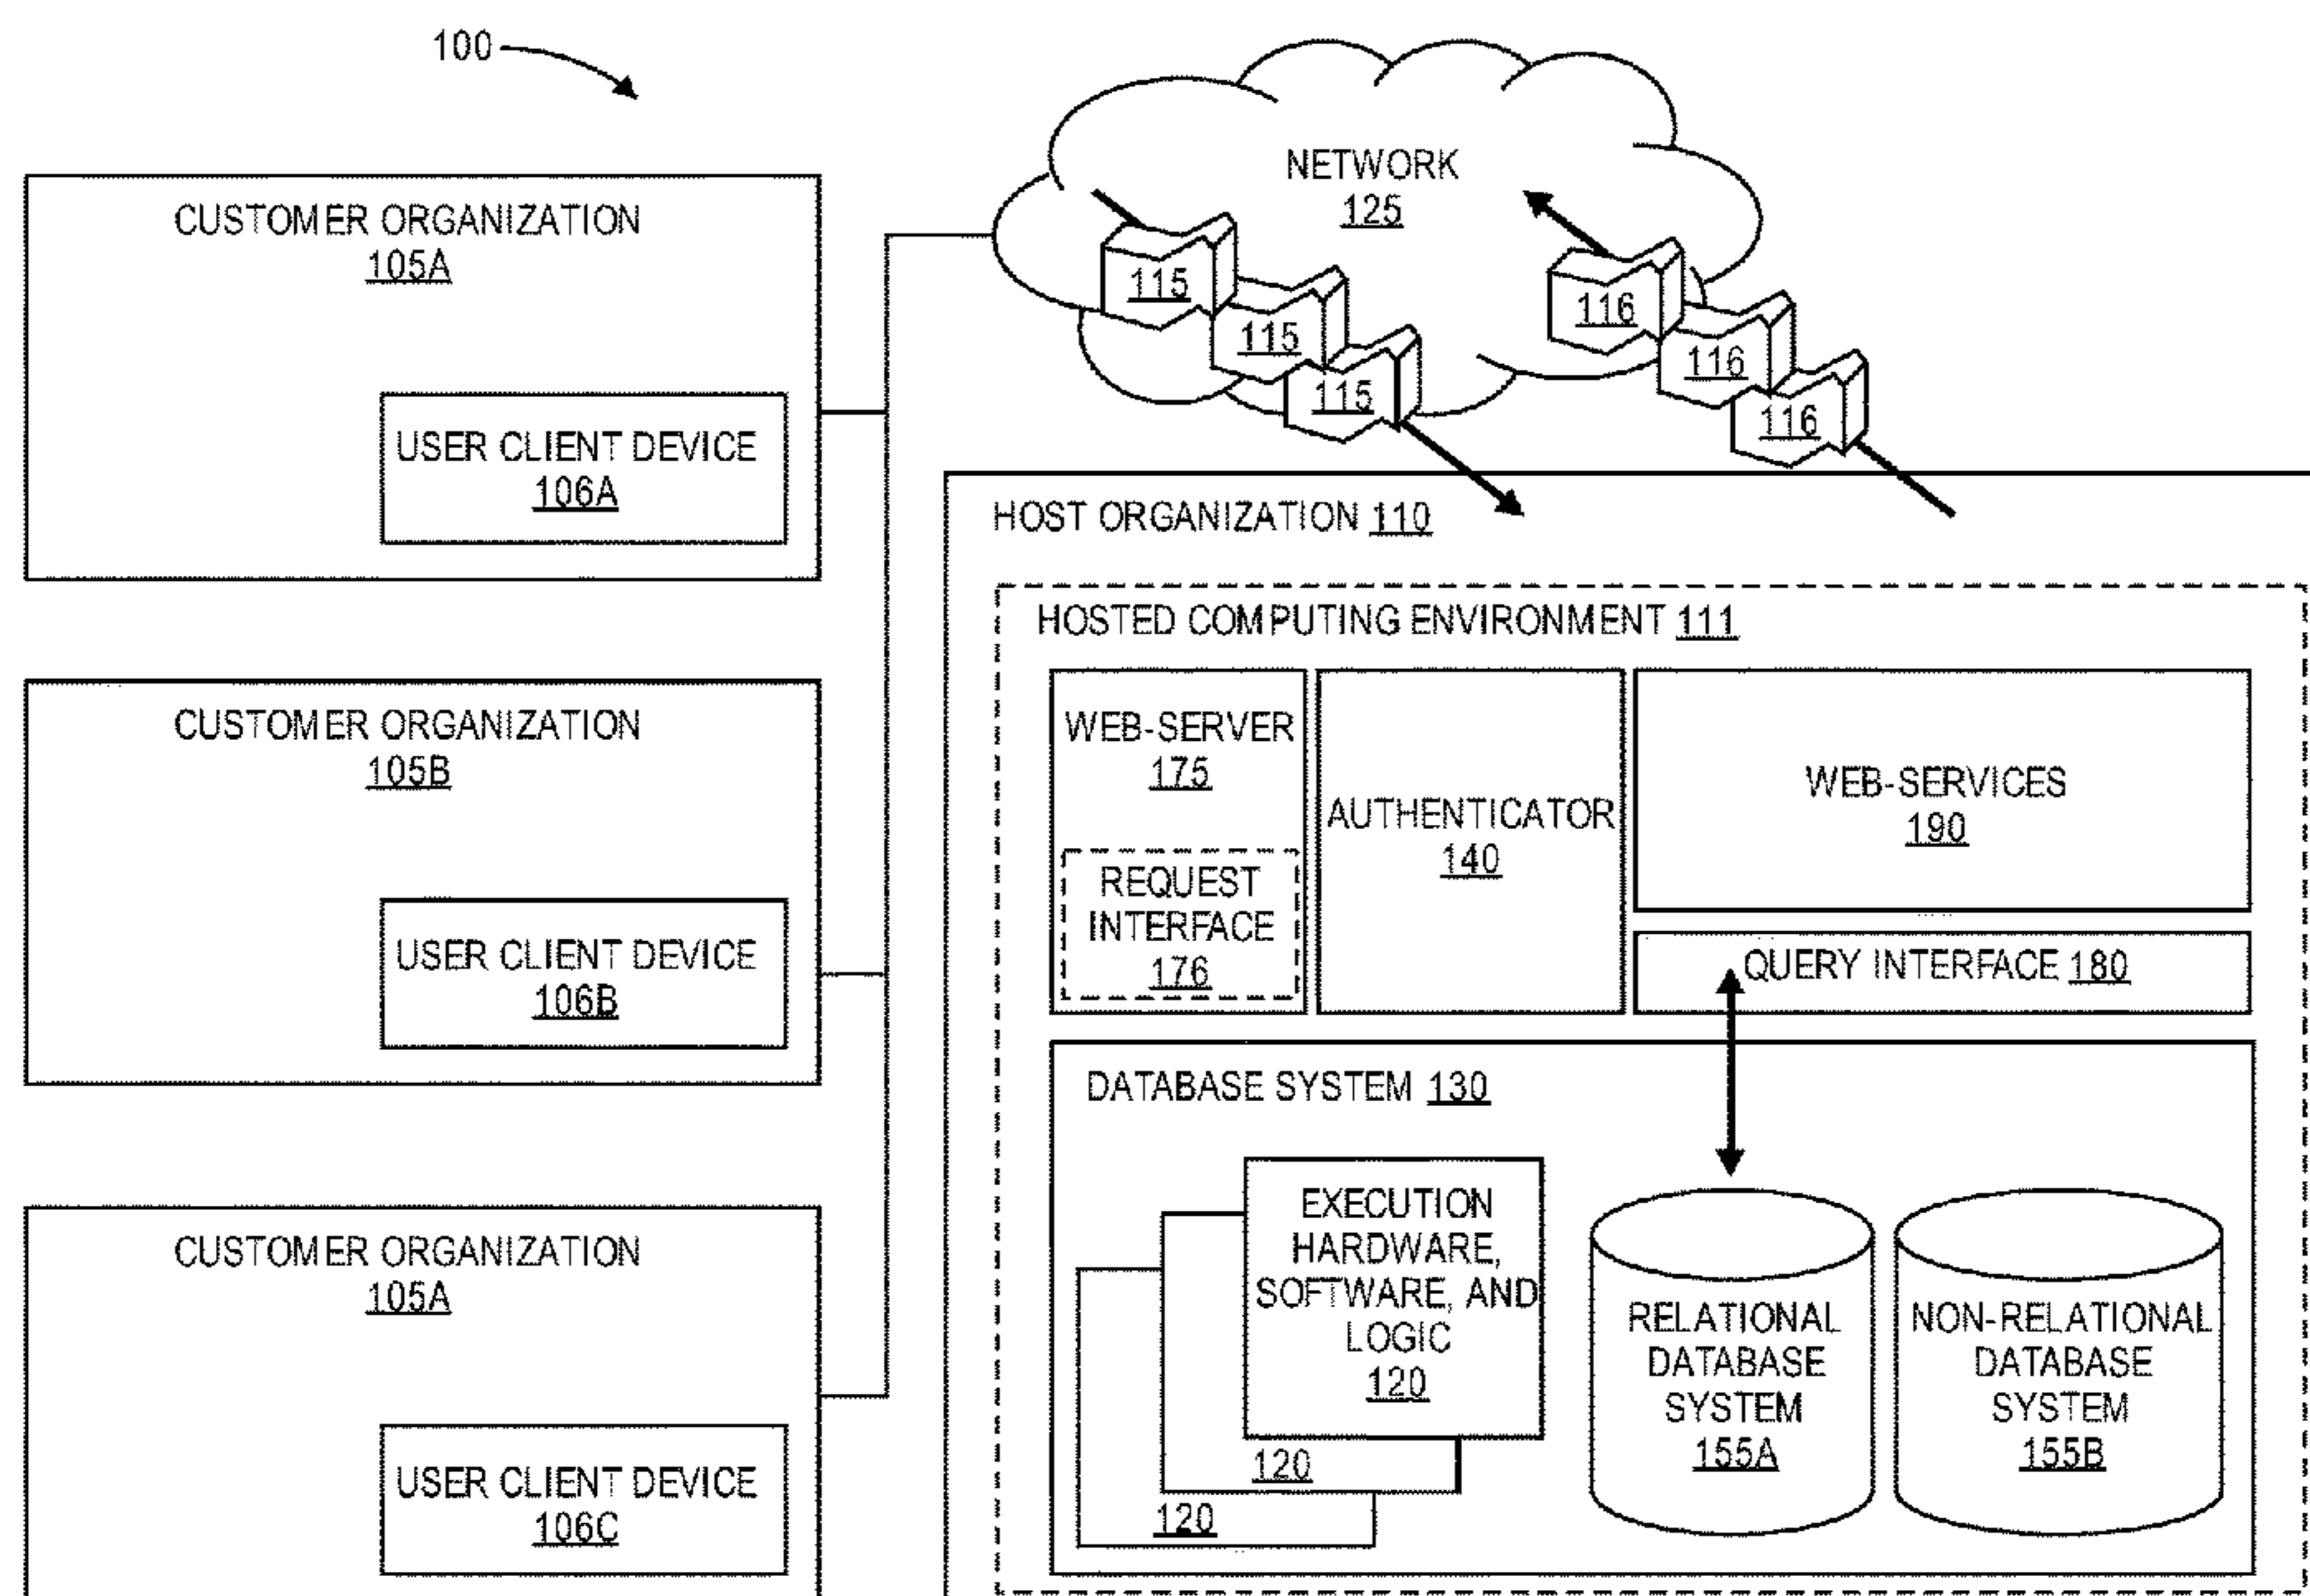 100
CUSTOMER ORGANIZATION
105A
USER CLIENT DEVICE
106A
CUSTOMER ORGANIZATION
105B
USER CLIENT DEVICE
106B
CUSTOMER ORGANIZATION
105A
USER CLIENT DEVICE
106C
NETWORK
125
115
115
115
116
116
116
HOST ORGANIZATION 110
HOSTED COMPUTING ENVIRONMENT 111
WEB-SERVER
175
REQUEST
INTERFACE
176
AUTHENTICATOR
140
WEB-SERVICES
190
QUERY INTERFACE 180
DATABASE SYSTEM 130
EXECUTION
HARDWARE,
SOFTWARE, AND
LOGIC
120
120
120
RELATIONAL
DATABASE
SYSTEM
155A
NON-RELATIONAL
DATABASE
SYSTEM
155B